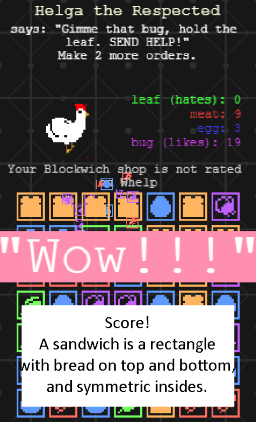 Helga the Respected
says: "Gimme that bug, hold the
leaf. SEND HELP!"
Make 2 more orders.
leaf (hates): 0
meat: 9
egg: 3
bug (likes): 19
Your Blockwich shop is not rated
Whelp
"Wow!!!"
Score!
A sandwich is a rectangle
with bread on top and bottom,
and symmetric insides.